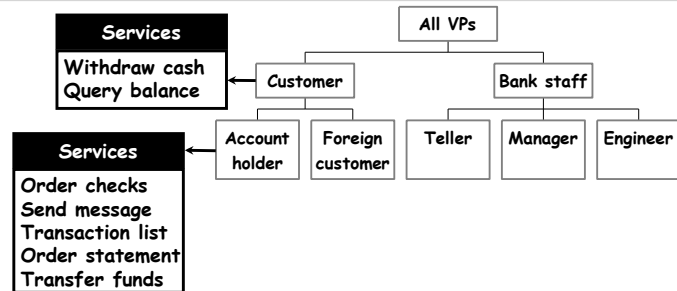 All VPs
Services
Withdraw cash
Query balance
Customer
Bank staff
Account
holder
Foreign
customer
Teller
Manager
Engineer
Services
Order checks
Send message
Transaction list
Order statement
Transfer funds